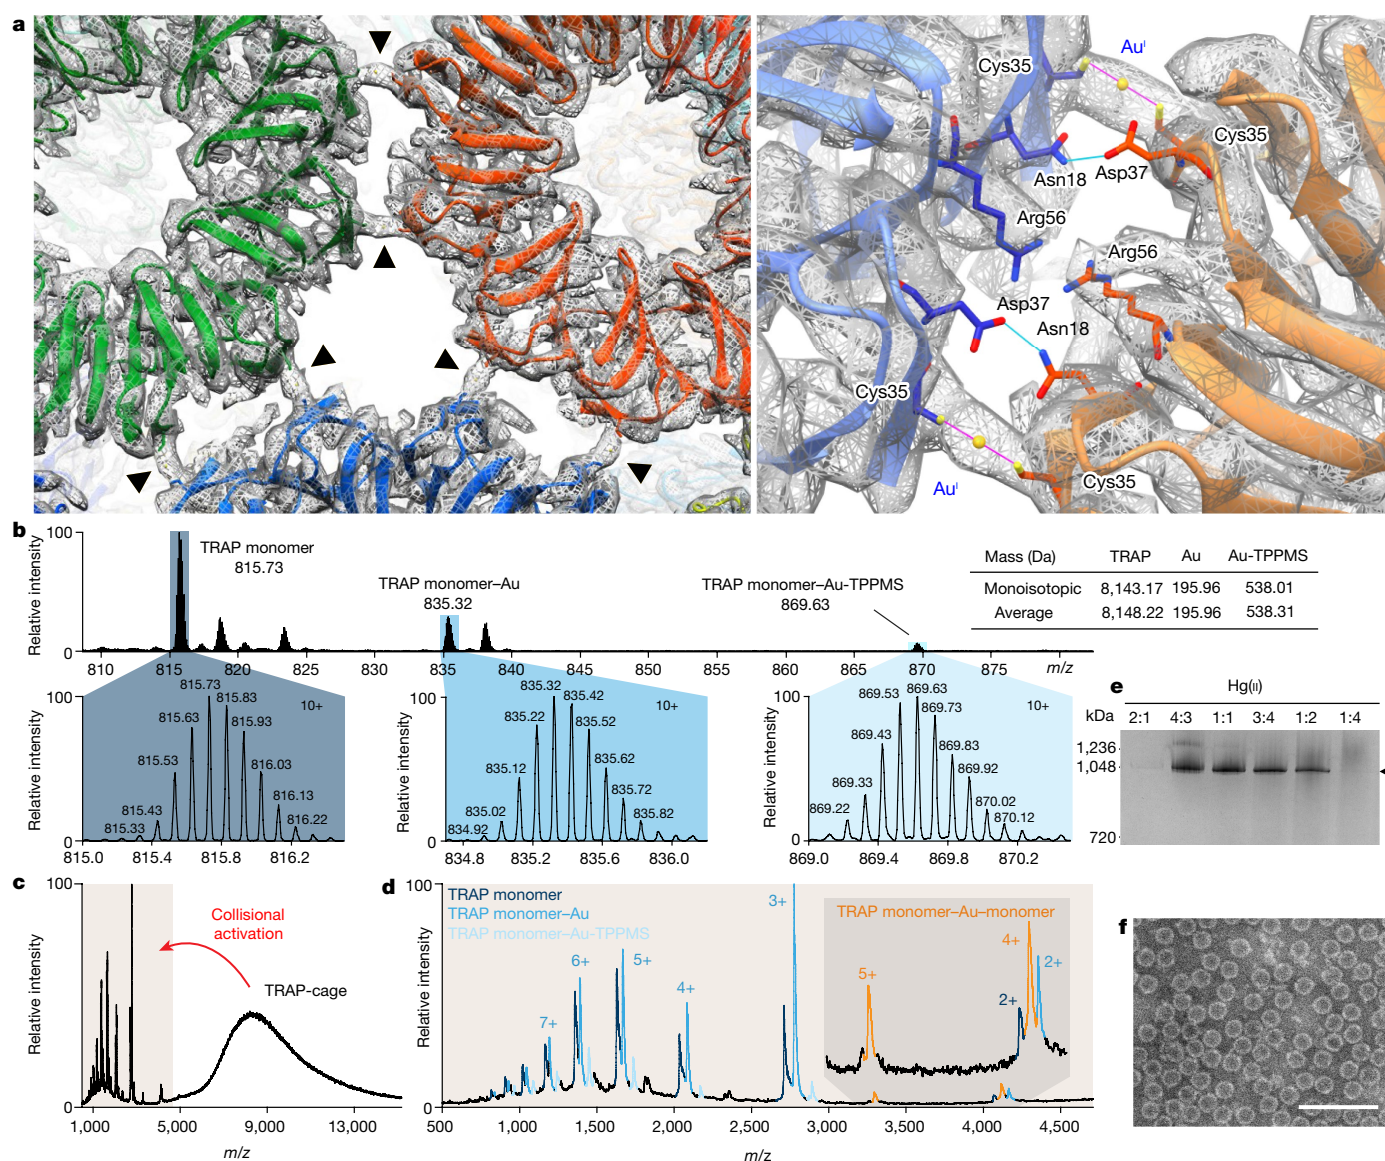 a
Au^I
Cys35
Cys35
Asn18
Asp37
Arg56
Arg56
Asp37
Asn18
Cys35
Au^I
Cys35
b
Relative intensity
100
0
TRAP monomer
815.73
TRAP monomer–Au
835.32
TRAP monomer–Au-TPPMS
869.63
Mass (Da) TRAP Au Au-TPPMS
Monoisotopic 8,143.17 195.96 538.01
Average 8,148.22 195.96 538.31
810 815 820 825 830 835 840 845 850 855 860 865 870 875 m/z
Relative intensity
100
0
10+
815.33
815.43
815.53
815.63
815.73
815.83
815.93
816.03
816.13
816.22
815.0 815.4 815.8 816.2
Relative intensity
100
0
10+
834.92
835.02
835.12
835.22
835.32
835.42
835.52
835.62
835.72
835.82
834.8 835.2 835.6 836.0
Relative intensity
100
0
10+
869.22
869.33
869.43
869.53
869.63
869.73
869.83
869.92
870.02
870.12
869.0 869.4 869.8 870.2
e
Hg(II)
kDa 2:1 4:3 1:1 3:4 1:2 1:4
1,236
1,048
720
c
Relative intensity
100
0
Collisional
activation
TRAP-cage
1,000 5,000 9,000 13,000
m/z
d
Relative intensity
100
0
TRAP monomer
TRAP monomer–Au
TRAP monomer–Au-TPPMS
7+
6+
5+
4+
3+
TRAP monomer–Au–monomer
5+
4+
2+
2+
500 1,000 1,500 2,000 2,500 3,000 3,500 4,000 4,500
m/z
f